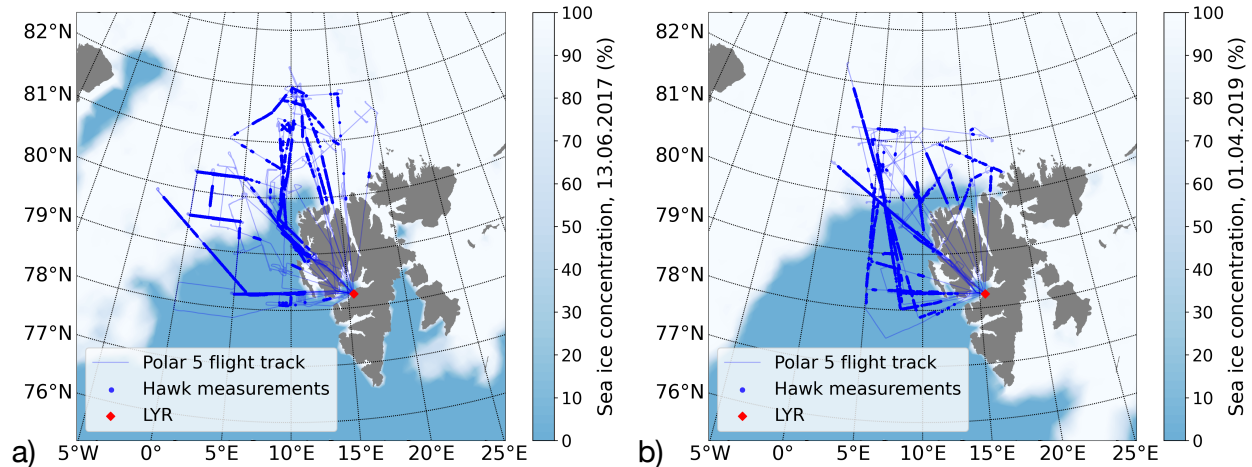 82°N
81°N
80°N
79°N
78°N
77°N
76°N
5°W 0° 5°E 10°E 15°E 20°E 25°E
Polar 5 flight track
Hawk measurements
LYR
100
90
80
70
60
50
40
30
20
10
0
Sea ice concentration, 13.06.2017 (%)
a)
82°N
81°N
80°N
79°N
78°N
77°N
76°N
5°W 0° 5°E 10°E 15°E 20°E 25°E
Polar 5 flight track
Hawk measurements
LYR
100
90
80
70
60
50
40
30
20
10
0
Sea ice concentration, 01.04.2019 (%)
b)